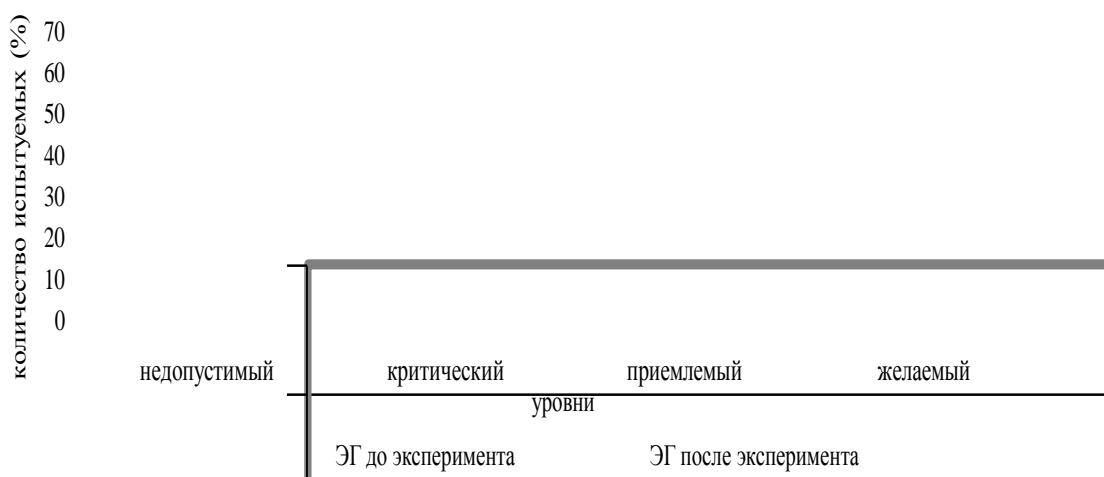 количество испытуемых (%)
70
60
50
40
30
20
10
0
недопустимый критический приемлемый желаемый
уровни
ЭГ до эксперимента ЭГ после эксперимента